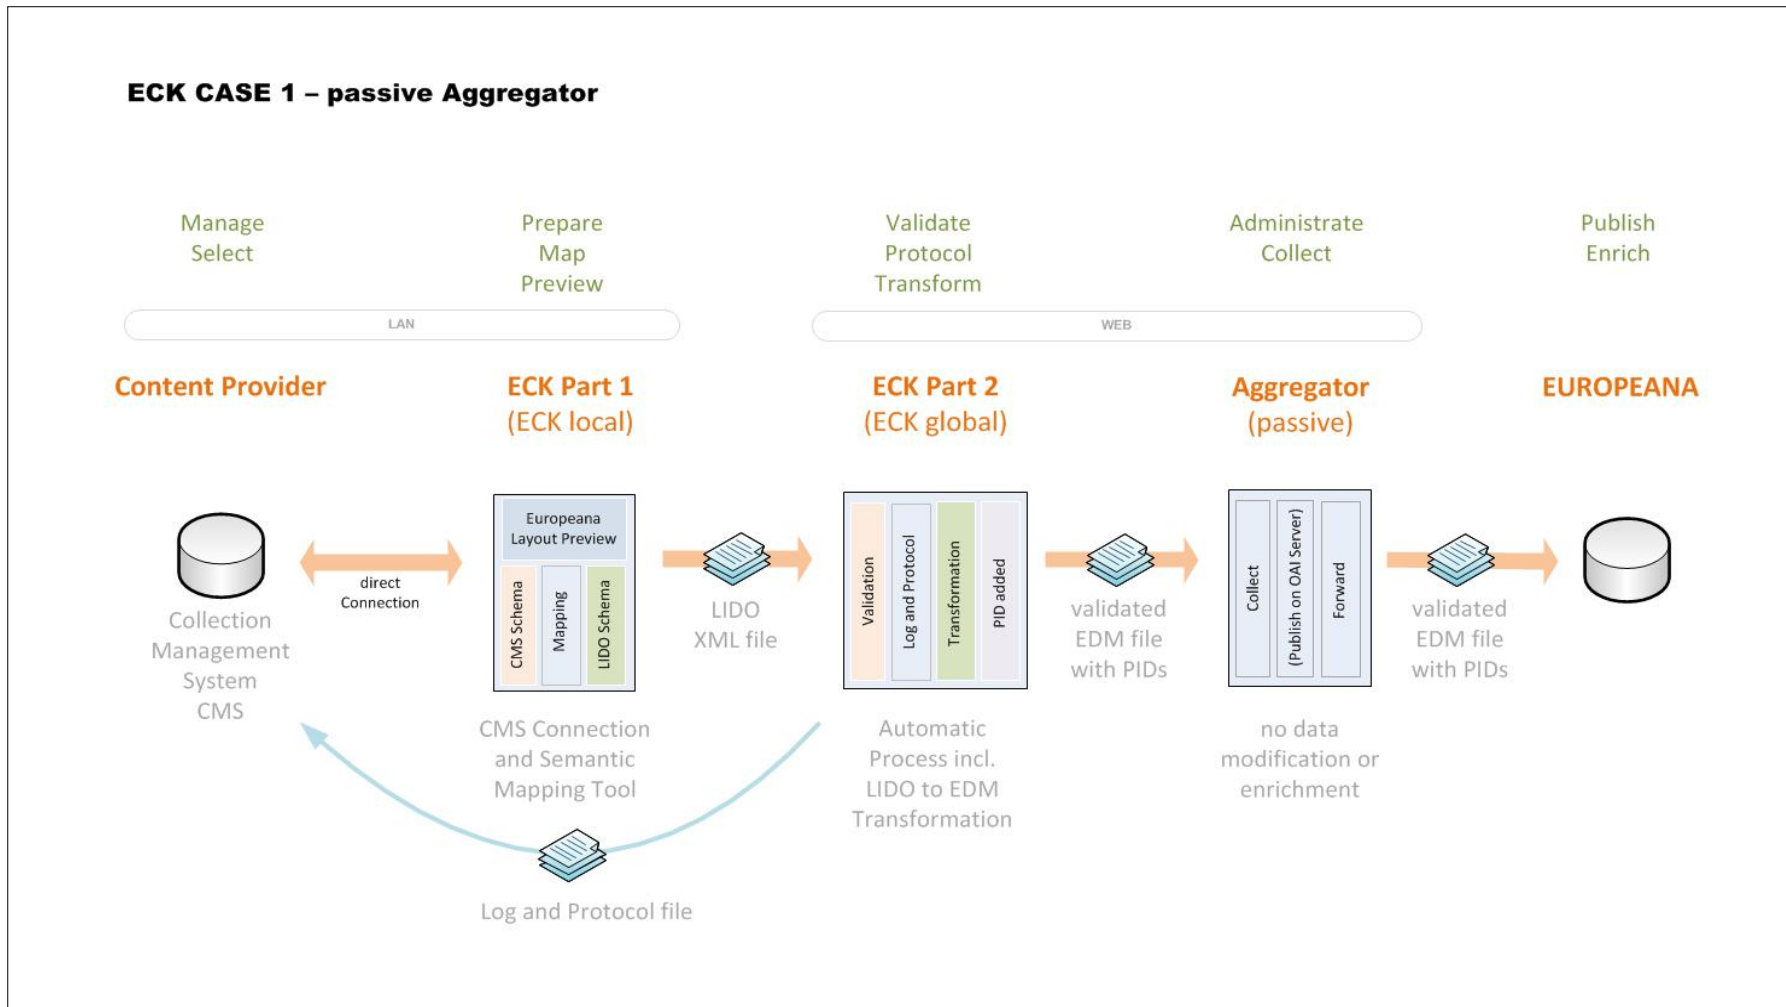 ECK CASE 1 – passive Aggregator
Manage
Select
Prepare
Map
Preview
Validate
Protocol
Transform
Administrate
Collect
Publish
Enrich
LAN
WEB
Content Provider
ECK Part 1
(ECK local)
ECK Part 2
(ECK global)
Aggregator
(passive)
EUROPEANA
direct
Connection
Collection
Management
System
CMS
Europeana
Layout Preview
CMS Schema
Mapping
LIDO Schema
CMS Connection
and Semantic
Mapping Tool
LIDO
XML file
Validation
Log and Protocol
Transformation
PID added
Automatic
Process incl.
LIDO to EDM
Transformation
validated
EDM file
with PIDs
Collect
(Publish on OAI Server)
Forward
no data
modification or
enrichment
validated
EDM file
with PIDs
Log and Protocol file